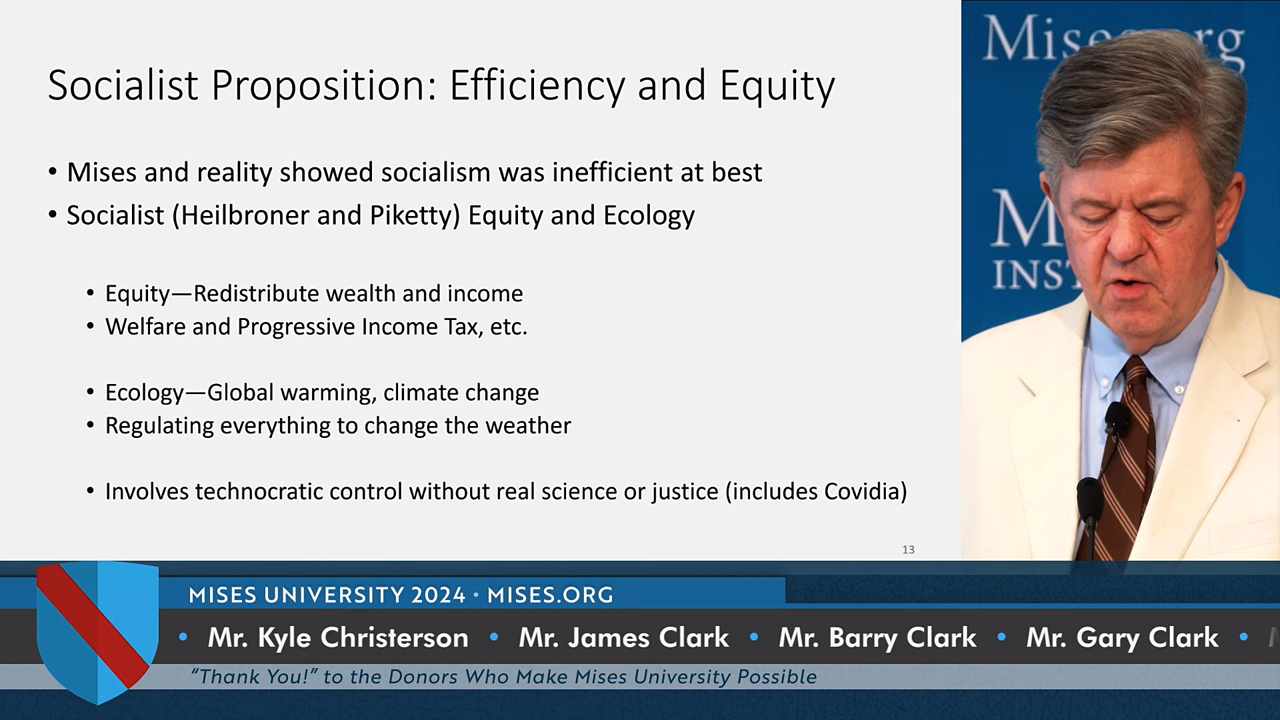 Socialist Proposition: Efficiency and Equity
• Mises and reality showed socialism was inefficient at best
• Socialist (Heilbroner and Piketty) Equity and Ecology
• Equity—Redistribute wealth and income
• Welfare and Progressive Income Tax, etc.
• Ecology—Global warming, climate change
• Regulating everything to change the weather
• Involves technocratic control without real science or justice (includes Covidia)
13
Mises.org
M
INST
MISES UNIVERSITY 2024 • MISES.ORG
• Mr. Kyle Christerson • Mr. James Clark • Mr. Barry Clark • Mr. Gary Clark •
“Thank You!” to the Donors Who Make Mises University Possible